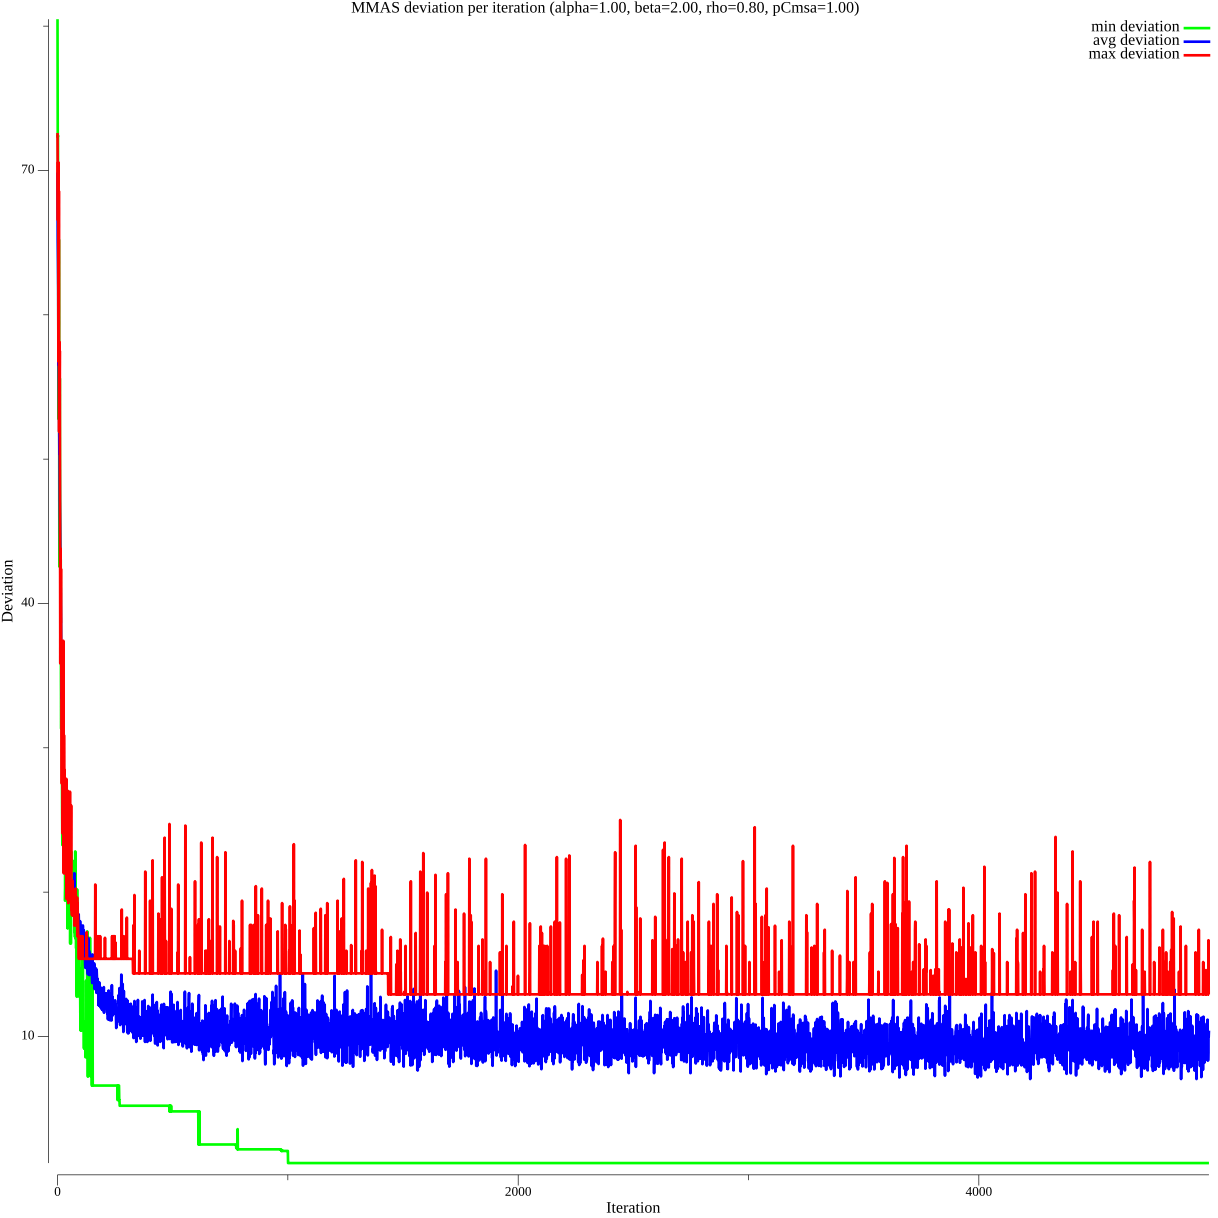 MMAS deviation per iteration (alpha=1.00, beta=2.00, rho=0.80, pCmsa=1.00)
min deviation
avg deviation
max deviation
70
40
10
Deviation
0
2000
4000
Iteration